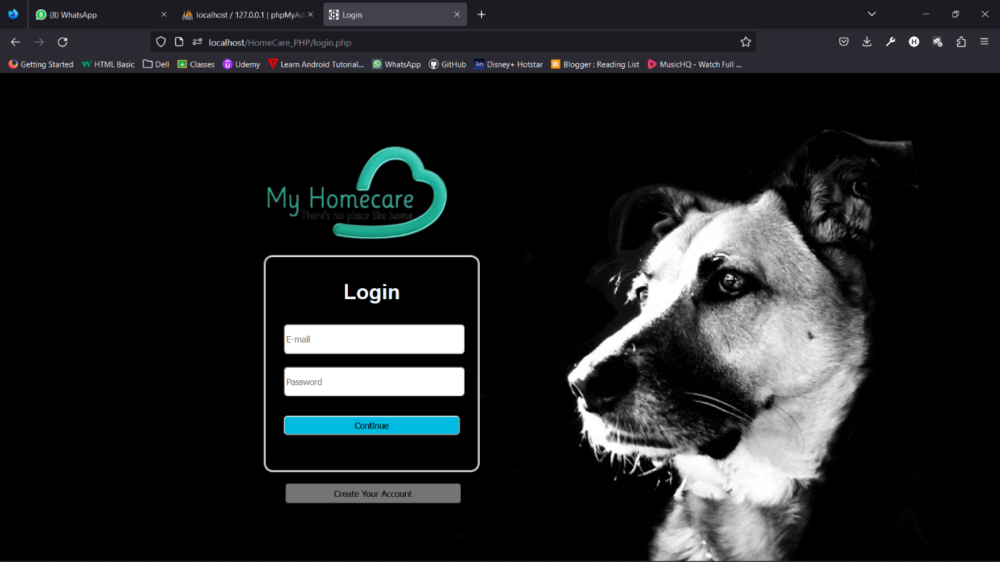 (8) WhatsApp
localhost / 127.0.0.1 | phpMyAd
Login
localhost/HomeCare_PHP/login.php
Getting Started
HTML Basic
Dell
Classes
Udemy
Learn Android Tutorial...
WhatsApp
GitHub
Disney+ Hotstar
Blogger : Reading List
MusicHQ - Watch Full ...
My Homecare
There's no place like home
Login
E-mail
Password
Continue
Create Your Account